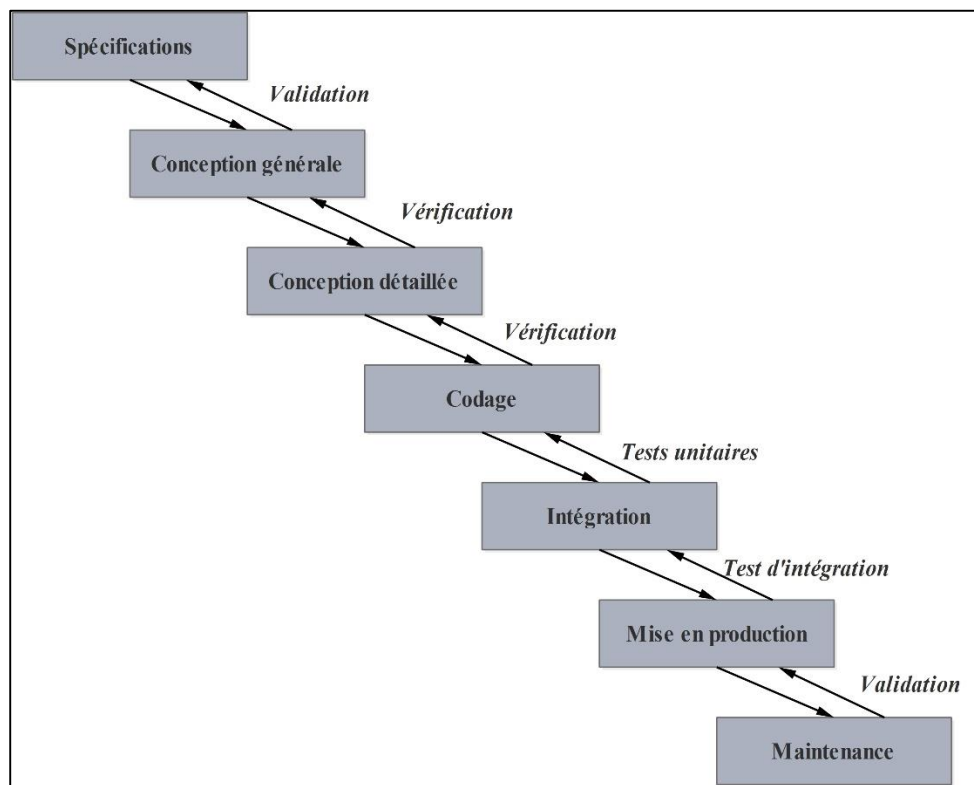 Spécifications
Validation
Conception générale
Vérification
Conception détaillée
Vérification
Codage
Tests unitaires
Intégration
Test d'intégration
Mise en production
Validation
Maintenance